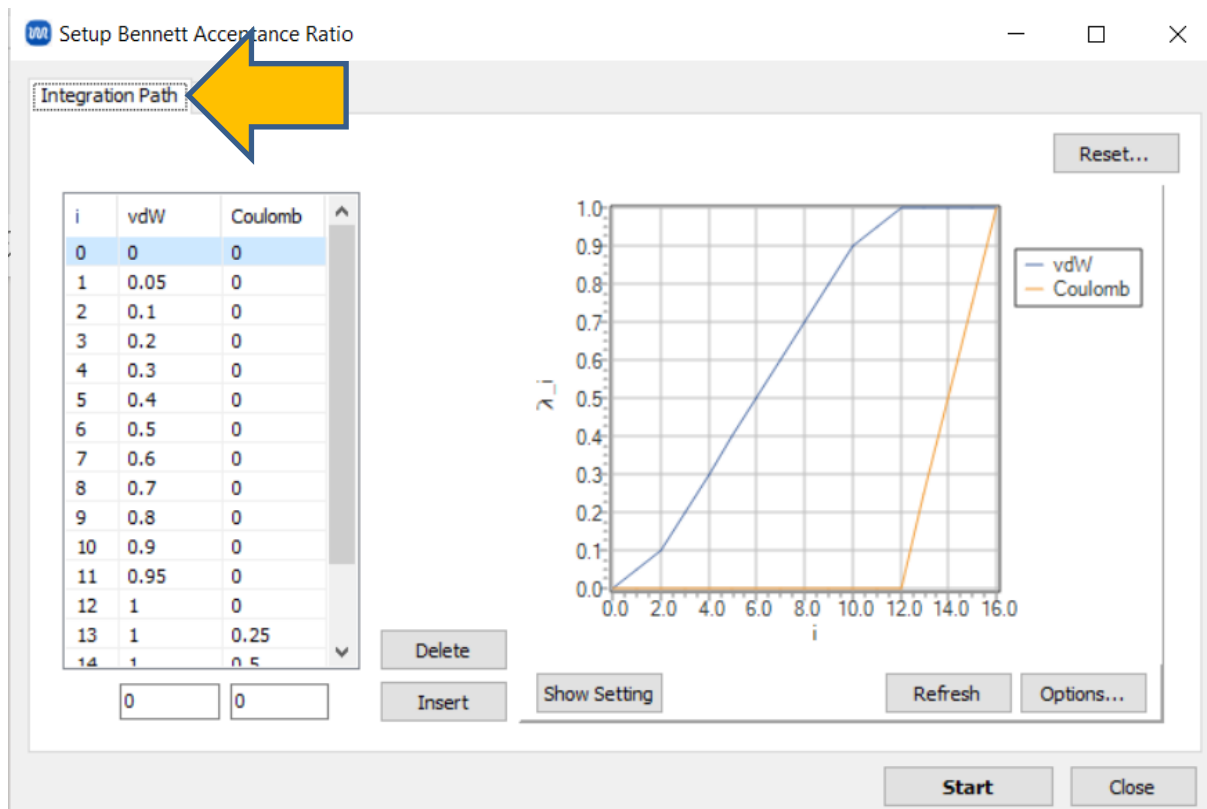 Setup Bennett Acceptance Ratio
Integration Path
Reset...
i vdW Coulomb
0 0 0
1 0.05 0
2 0.1 0
3 0.2 0
4 0.3 0
5 0.4 0
6 0.5 0
7 0.6 0
8 0.7 0
9 0.8 0
10 0.9 0
11 0.95 0
12 1 0
13 1 0.25
14 1 0.5
0 0
Delete
Insert
1.0
0.9
0.8
0.7
0.6
0.5
0.4
0.3
0.2
0.1
0.0
λ_i
0.0 2.0 4.0 6.0 8.0 10.0 12.0 14.0 16.0
i
vdW
Coulomb
Show Setting
Refresh
Options...
Start
Close